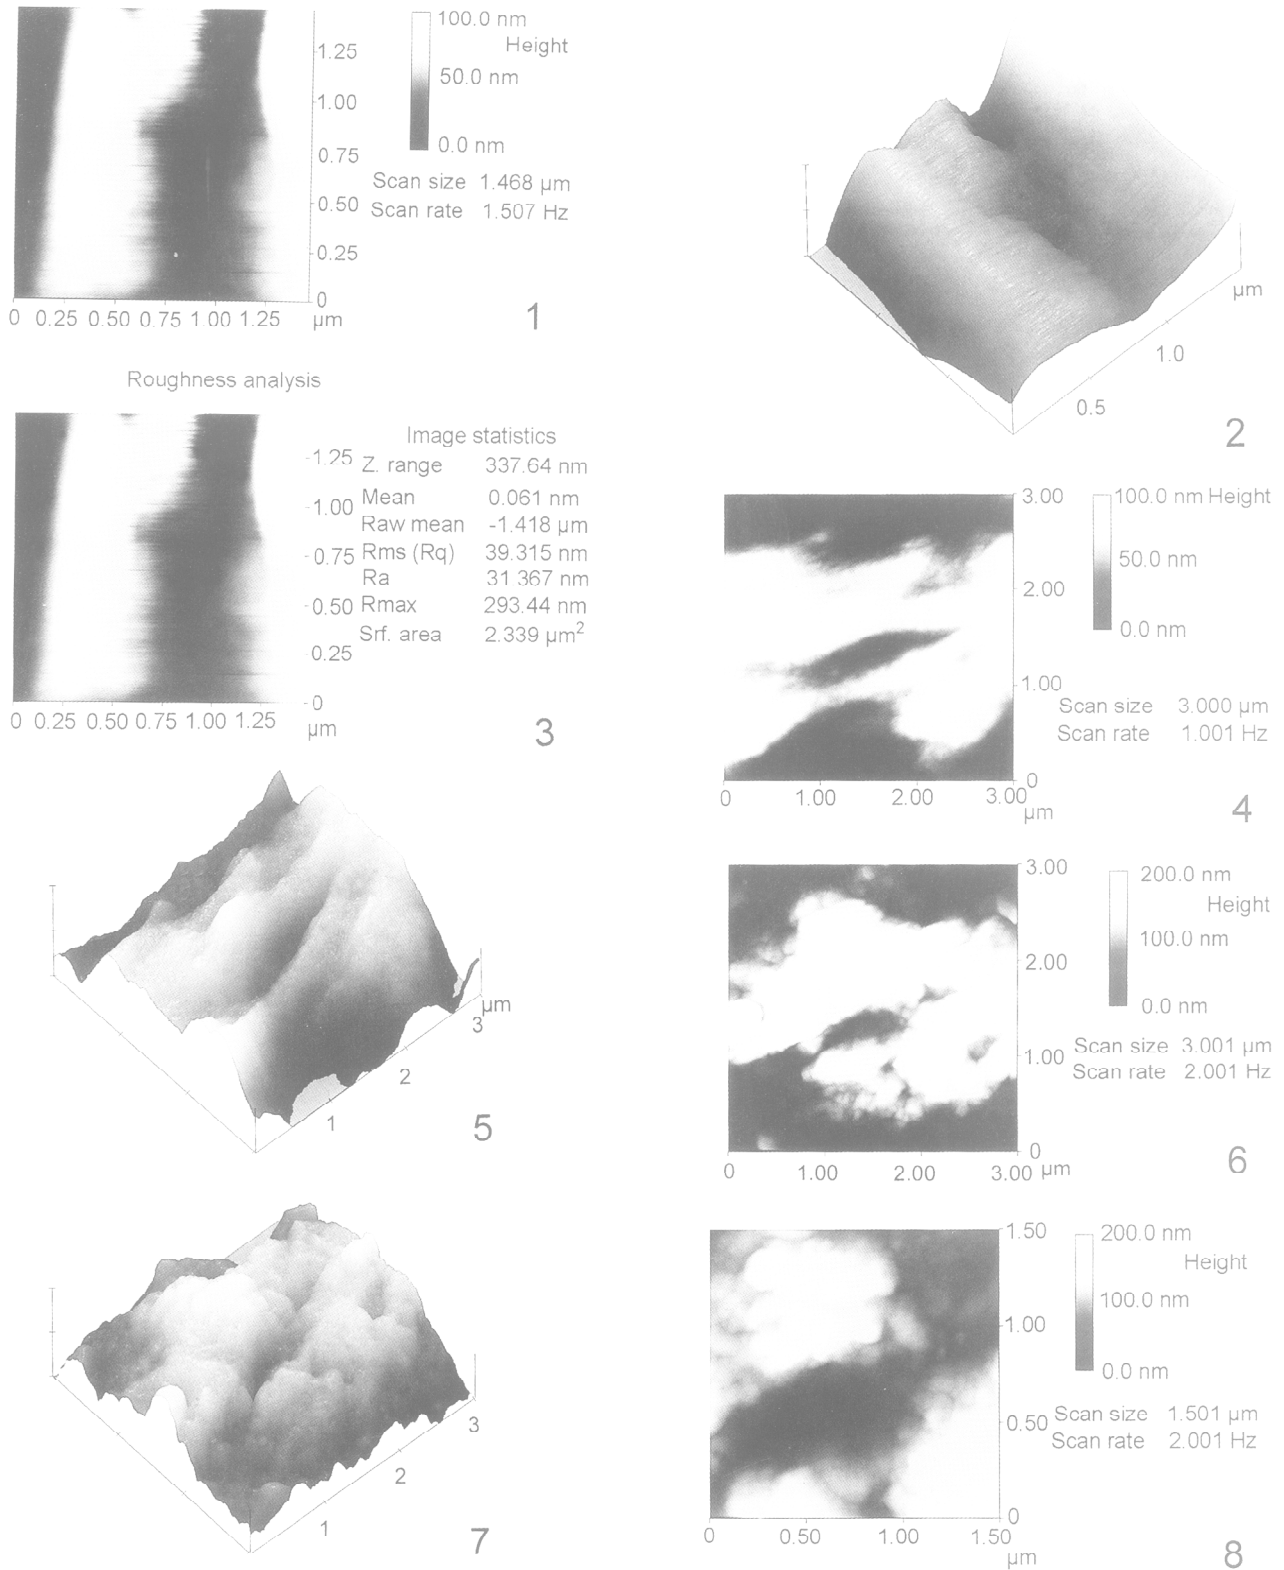 100.0 nm
Height
50.0 nm
0.0 nm
1.25
1.00
0.75
0.50
0.25
0
Scan size 1.468 µm
Scan rate 1.507 Hz
0 0.25 0.50 0.75 1.00 1.25 µm
1
µm
1.0
0.5
2
Roughness analysis
Image statistics
Z. range 337.64 nm
Mean 0.061 nm
Raw mean -1.418 µm
Rms (Rq) 39.315 nm
Ra 31.367 nm
Rmax 293.44 nm
Srf. area 2.339 µm²
-1.25
-1.00
-0.75
-0.50
0.25
-0
0 0.25 0.50 0.75 1.00 1.25
µm
3
3.00
2.00
1.00
0
100.0 nm Height
50.0 nm
0.0 nm
Scan size 3.000 µm
Scan rate 1.001 Hz
0 1.00 2.00 3.00
µm
4
µm
3
2
1
5
3.00
2.00
1.00
0
200.0 nm
Height
100.0 nm
0.0 nm
Scan size 3.001 µm
Scan rate 2.001 Hz
0 1.00 2.00 3.00 µm
6
3
2
1
7
1.50
1.00
0.50
0
200.0 nm
Height
100.0 nm
0.0 nm
Scan size 1.501 µm
Scan rate 2.001 Hz
0 0.50 1.00 1.50
µm
8